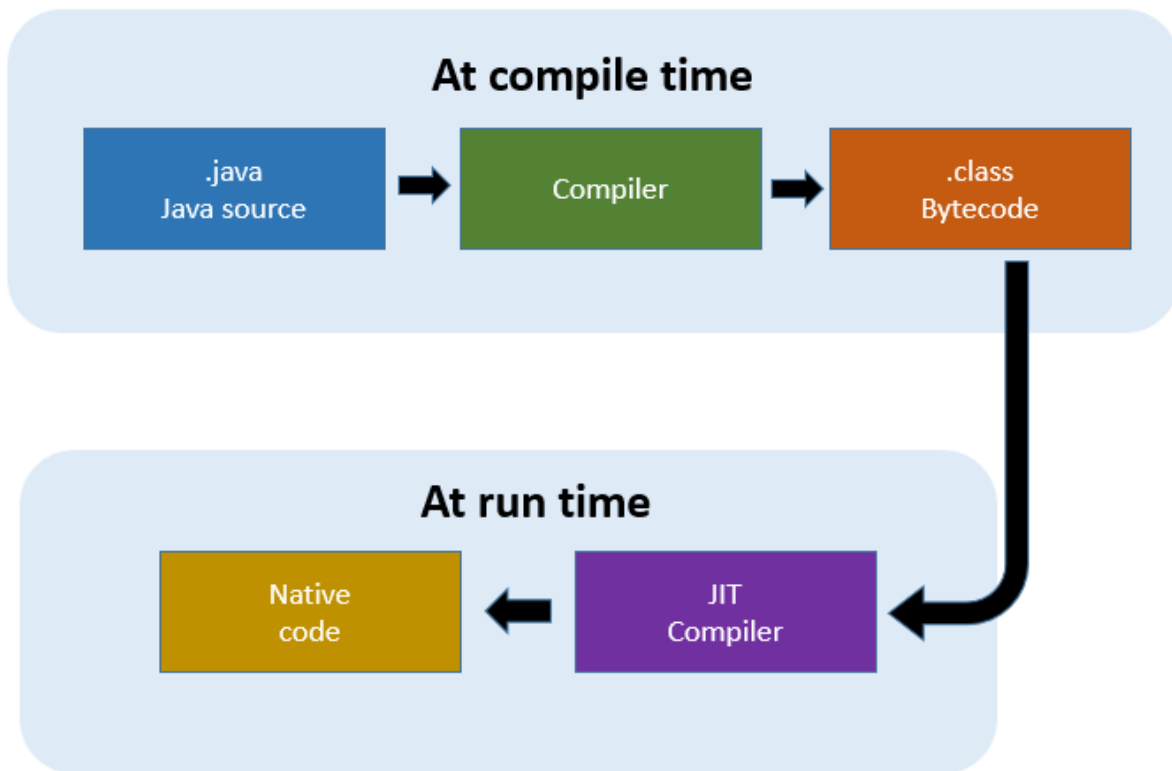 At compile time
.java
Java source
Compiler
.class
Bytecode
At run time
Native
code
JIT
Compiler